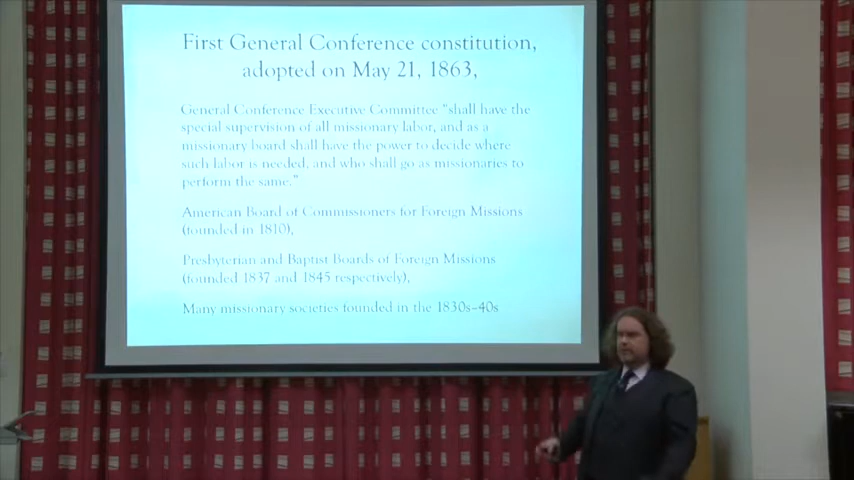 First General Conference constitution,
adopted on May 21, 1863,
General Conference Executive Committee "shall have the
special supervision of all missionary labor, and as a
missionary board shall have the power to decide where
such labor is needed, and who shall go as missionaries to
perform the same."
American Board of Commissioners for Foreign Missions
(founded in 1810),
Presbyterian and Baptist Boards of Foreign Missions
(founded 1837 and 1845 respectively),
Many missionary societies founded in the 1830s–40s